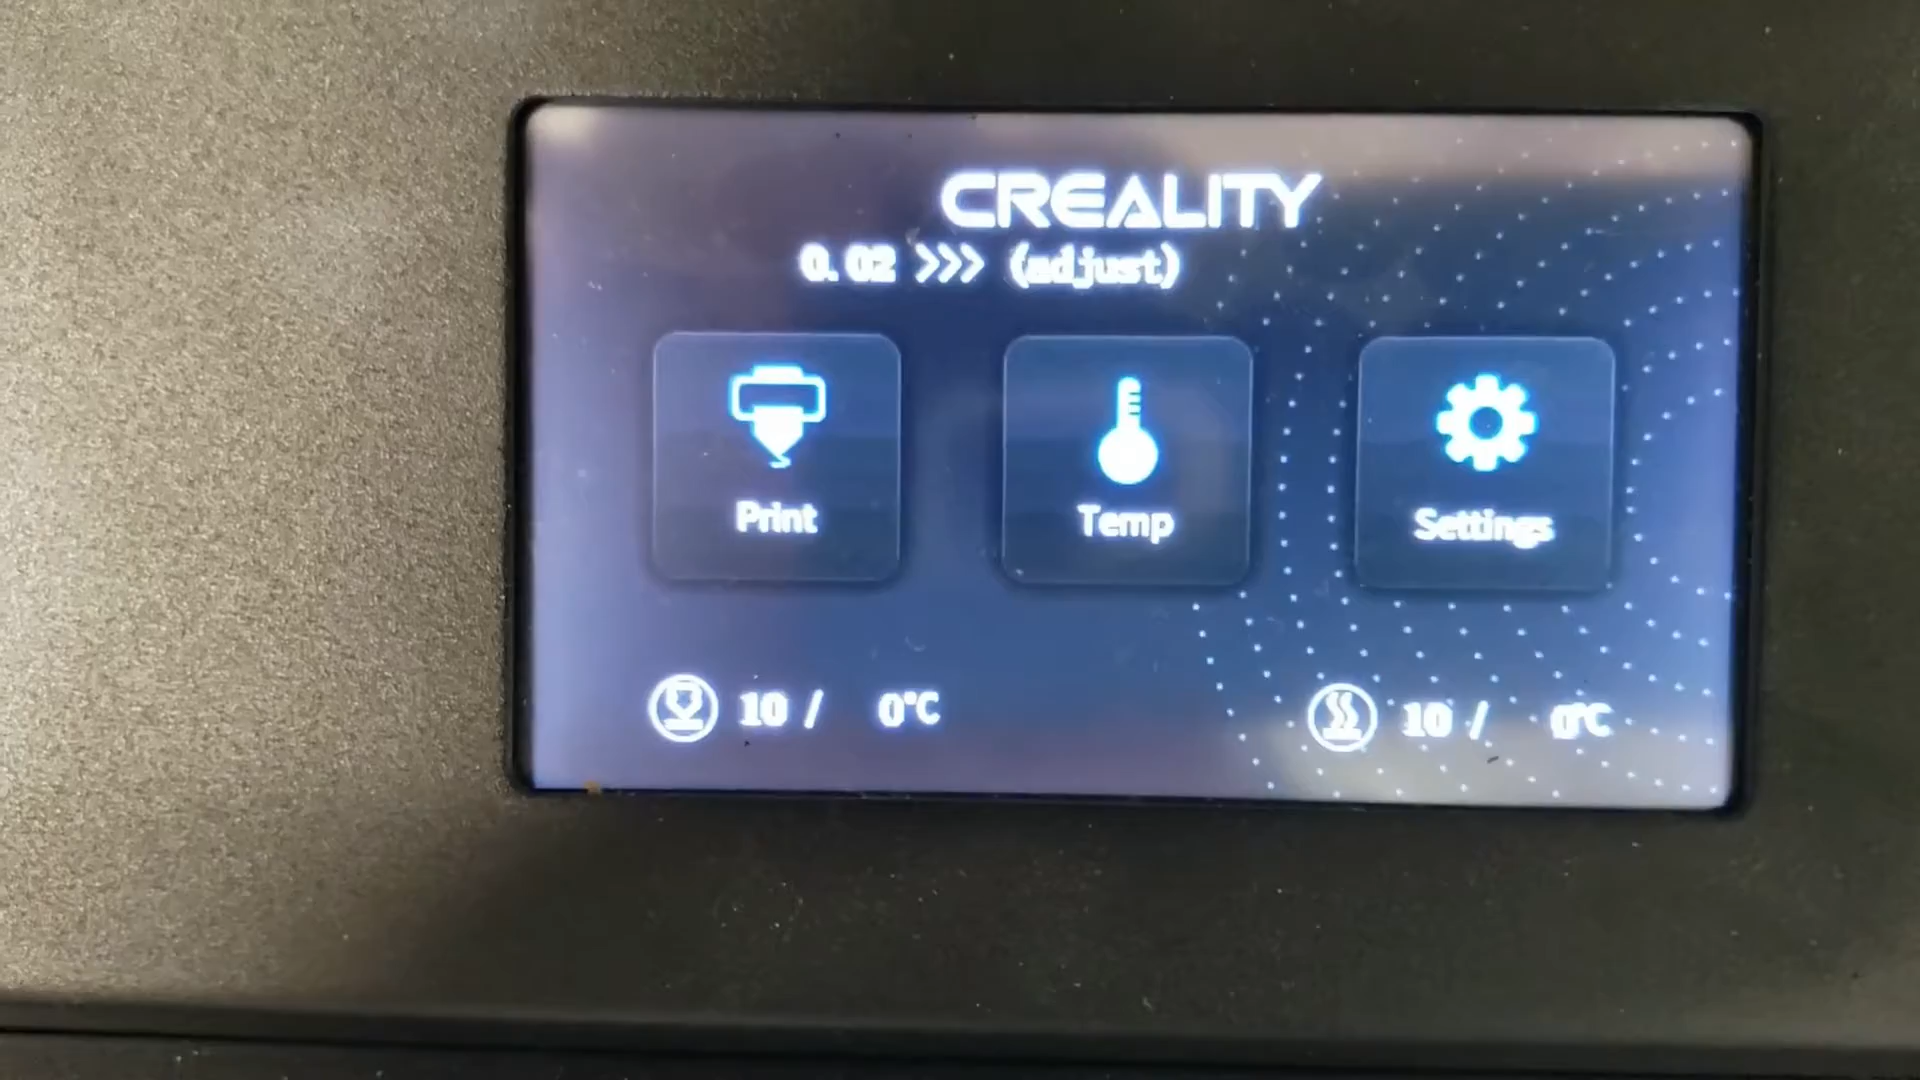 CREALITY
0.02 >>> (adjust)
Print
Temp
Settings
10 / 0℃
10 / 0℃